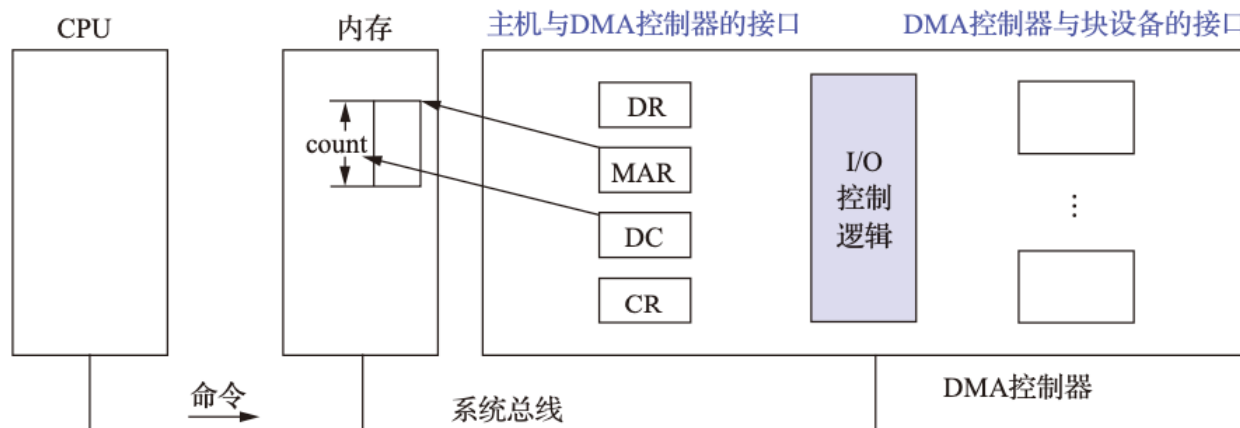 CPU
内存
主机与DMA控制器的接口
DMA控制器与块设备的接口
count
DR
MAR
DC
CR
I/O
控制
逻辑
⋮
命令
系统总线
DMA控制器